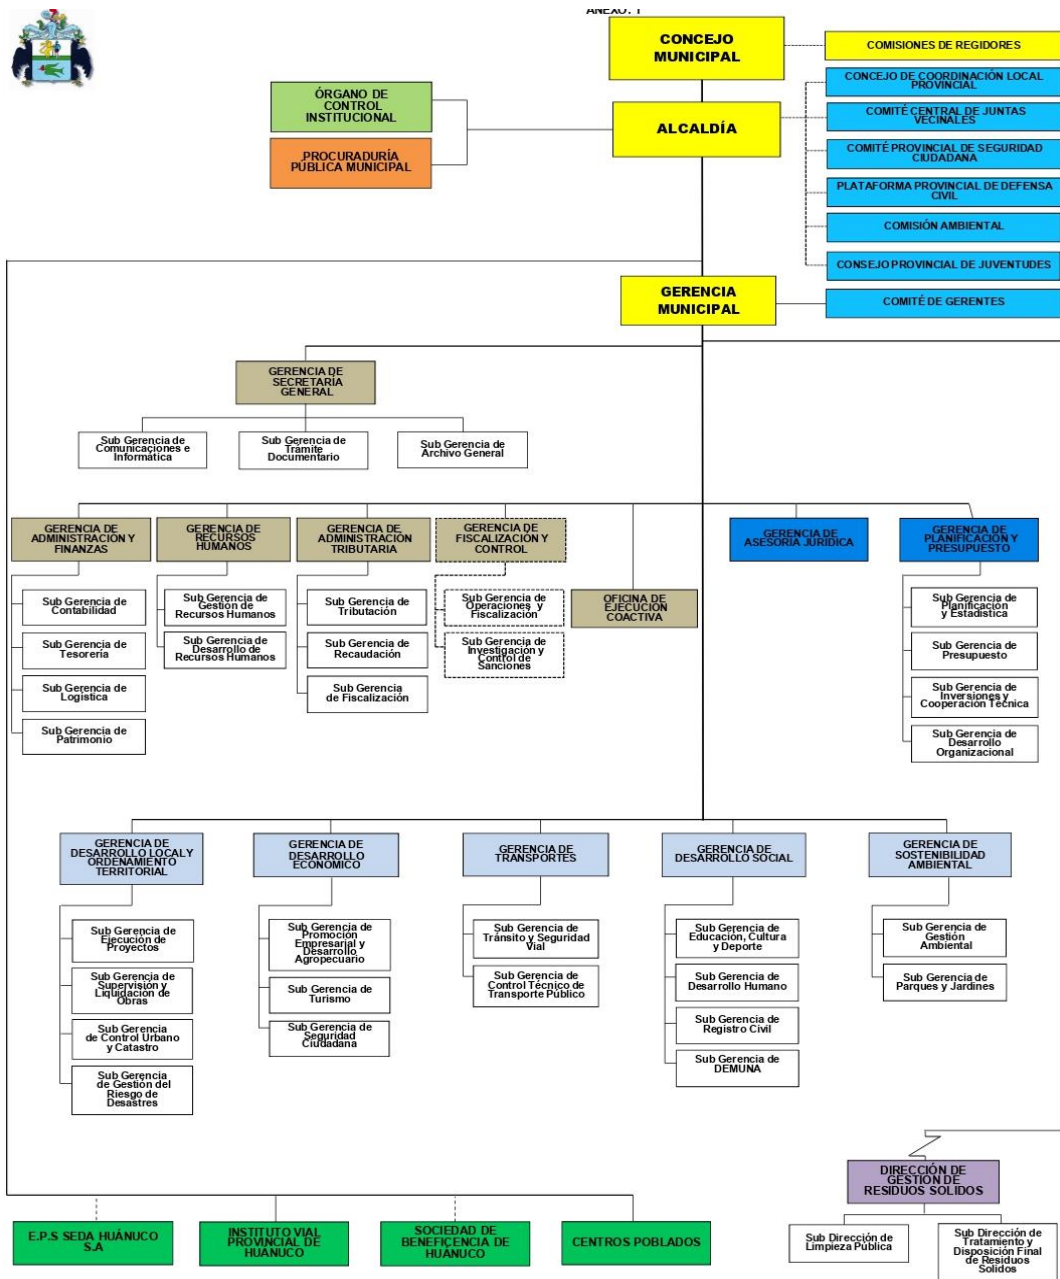 ANEXO. 1
CONCEJO
MUNICIPAL
COMISIONES DE REGIDORES
CONCEJO DE COORDINACIÓN LOCAL
PROVINCIAL
ÓRGANO DE
CONTROL
INSTITUCIONAL
ALCALDÍA
COMITÉ CENTRAL DE JUNTAS
VECINALES
PROCURADURÍA
PÚBLICA MUNICIPAL
COMITÉ PROVINCIAL DE SEGURIDAD
CIUDADANA
PLATAFORMA PROVINCIAL DE DEFENSA
CIVIL
COMISIÓN AMBIENTAL
CONSEJO PROVINCIAL DE JUVENTUDES
GERENCIA
MUNICIPAL
COMITÉ DE GERENTES
GERENCIA DE
SECRETARÍA
GENERAL
Sub Gerencia de
Comunicaciones e
Informática
Sub Gerencia de
Trámite
Documentario
Sub Gerencia de
Archivo General
GERENCIA DE
ADMINISTRACIÓN Y
FINANZAS
GERENCIA DE
RECURSOS
HUMANOS
GERENCIA DE
ADMINISTRACIÓN
TRIBUTARIA
GERENCIA DE
FISCALIZACIÓN Y
CONTROL
GERENCIA DE
ASESORÍA JURÍDICA
GERENCIA DE
PLANIFICACIÓN Y
PRESUPUESTO
Sub Gerencia de
Contabilidad
Sub Gerencia de
Tesorería
Sub Gerencia de
Logística
Sub Gerencia de
Patrimonio
Sub Gerencia de
Gestión de
Recursos Humanos
Sub Gerencia de
Desarrollo de
Recursos Humanos
Sub Gerencia de
Tributación
Sub Gerencia de
Recaudación
Sub Gerencia
de Fiscalización
Sub Gerencia de
Operaciones y
Fiscalización
Sub Gerencia de
Investigación y
Control de
Sanciones
OFICINA DE
EJECUCIÓN
COACTIVA
Sub Gerencia de
Planificación
y Estadística
Sub Gerencia de
Presupuesto
Sub Gerencia de
Inversiones y
Cooperación Técnica
Sub Gerencia de
Desarrollo
Organizacional
GERENCIA DE
DESARROLLO LOCAL Y
ORDENAMIENTO
TERRITORIAL
GERENCIA DE
DESARROLLO
ECONÓMICO
GERENCIA DE
TRANSPORTES
GERENCIA DE
DESARROLLO SOCIAL
GERENCIA DE
SOSTENIBILIDAD
AMBIENTAL
Sub Gerencia de
Ejecución de
Proyectos
Sub Gerencia de
Supervisión y
Liquidación de
Obras
Sub Gerencia
de Control Urbano
y Catastro
Sub Gerencia
de Gestión del
Riesgo de
Desastres
Sub Gerencia de
Promoción
Empresarial y
Desarrollo
Agropecuario
Sub Gerencia de
Turismo
Sub Gerencia de
Seguridad
Ciudadana
Sub Gerencia de
Tránsito y Seguridad
Vial
Sub Gerencia de
Control Técnico de
Transporte Público
Sub Gerencia de
Educación, Cultura
y Deporte
Sub Gerencia de
Desarrollo Humano
Sub Gerencia de
Registro Civil
Sub Gerencia de
DEMUNA
Sub Gerencia de
Gestión
Ambiental
Sub Gerencia de
Parques y Jardines
DIRECCIÓN DE
GESTIÓN DE
RESIDUOS SOLIDOS
Sub Dirección de
Limpieza Pública
Sub Dirección de
Tratamiento y
Disposición Final
de Residuos
Solidos
E.P.S SEDA HUÁNUCO
S.A
INSTITUTO VIAL
PROVINCIAL DE
HUANUCO
SOCIEDAD DE
BENEFICENCIA DE
HUANUCO
CENTROS POBLADOS